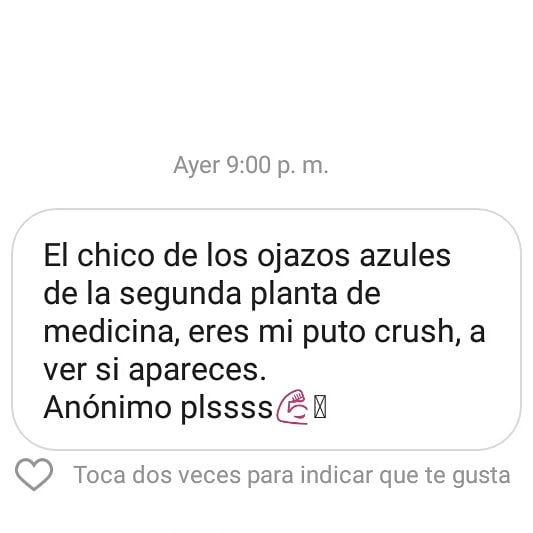 Ayer 9:00 p. m.
El chico de los ojazos azules
de la segunda planta de
medicina, eres mi puto crush, a
ver si apareces.
Anónimo plssss💪
Toca dos veces para indicar que te gusta